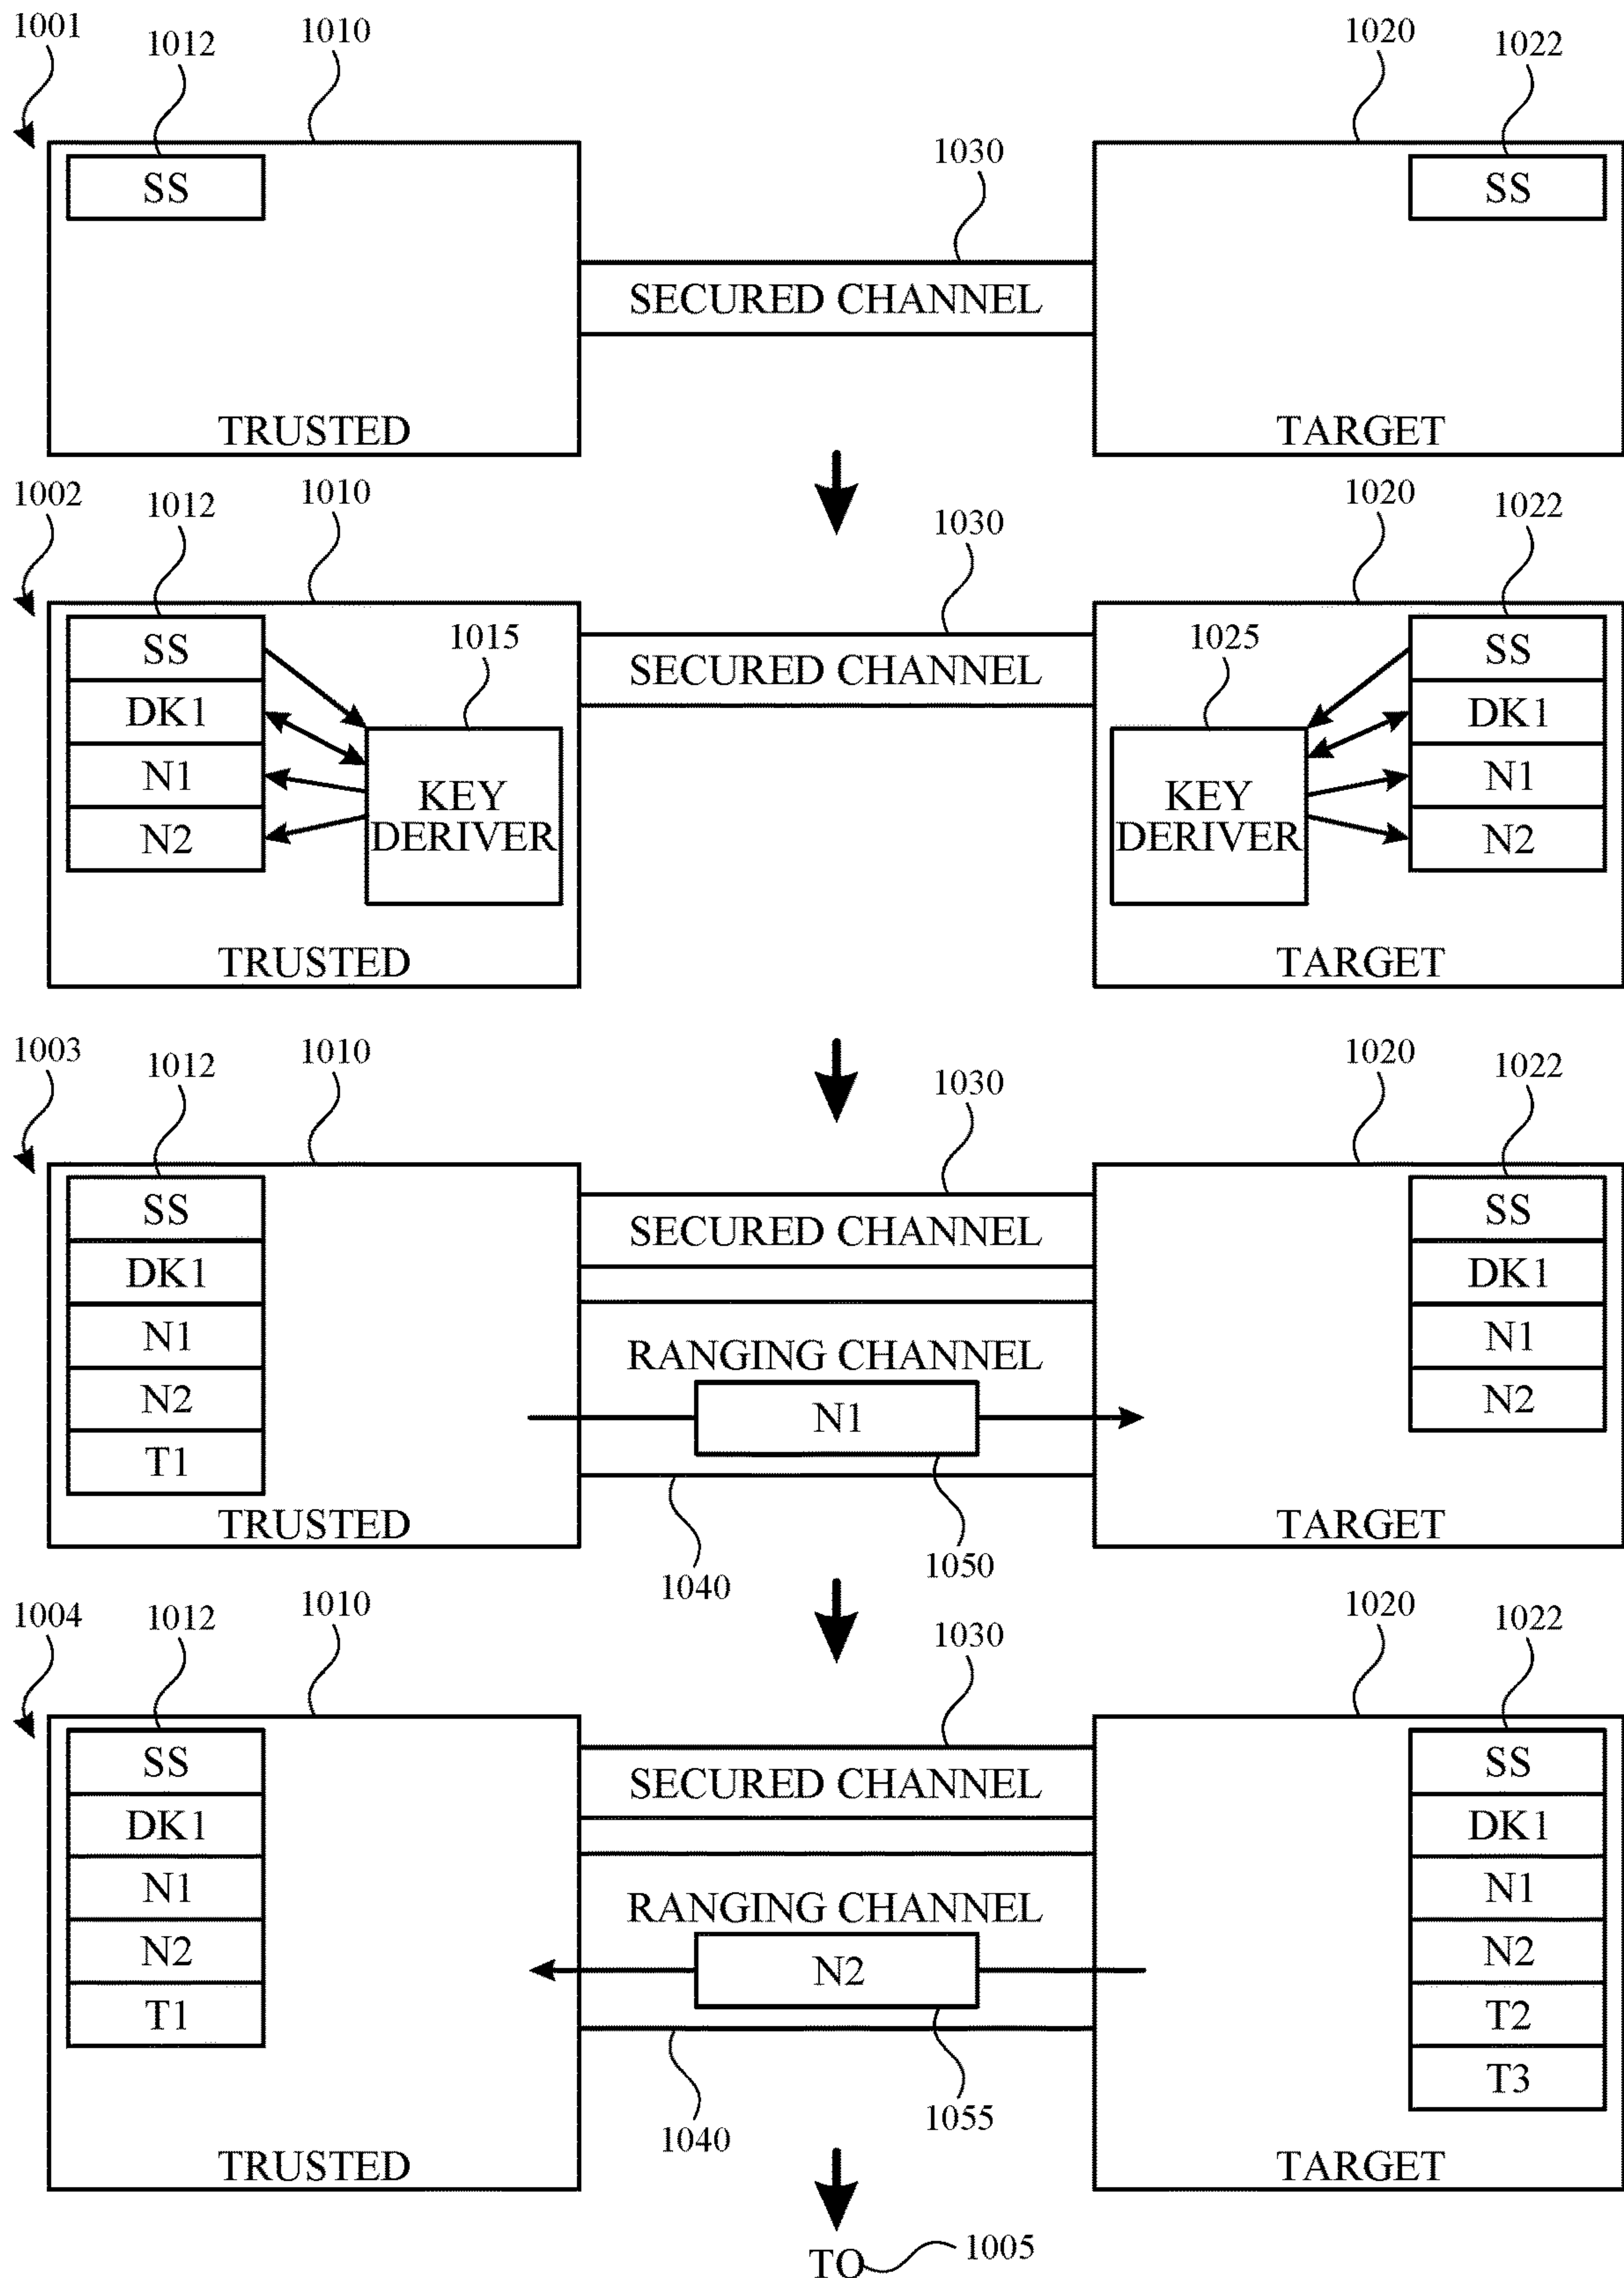 1001
1012
1010
1020
1022
SS
SS
1030
SECURED CHANNEL
TRUSTED
TARGET
1002
1012
1010
1030
1020
1022
SS
DK1
N1
N2
1015
KEY
DERIVER
SECURED CHANNEL
1025
KEY
DERIVER
SS
DK1
N1
N2
TRUSTED
TARGET
1003
1012
1010
1030
1020
1022
SS
DK1
N1
N2
T1
SECURED CHANNEL
RANGING CHANNEL
N1
SS
DK1
N1
N2
TRUSTED
TARGET
1040
1050
1004
1012
1010
1030
1020
1022
SS
DK1
N1
N2
T1
SECURED CHANNEL
RANGING CHANNEL
N2
SS
DK1
N1
N2
T2
T3
1040
1055
TRUSTED
TARGET
TO
1005